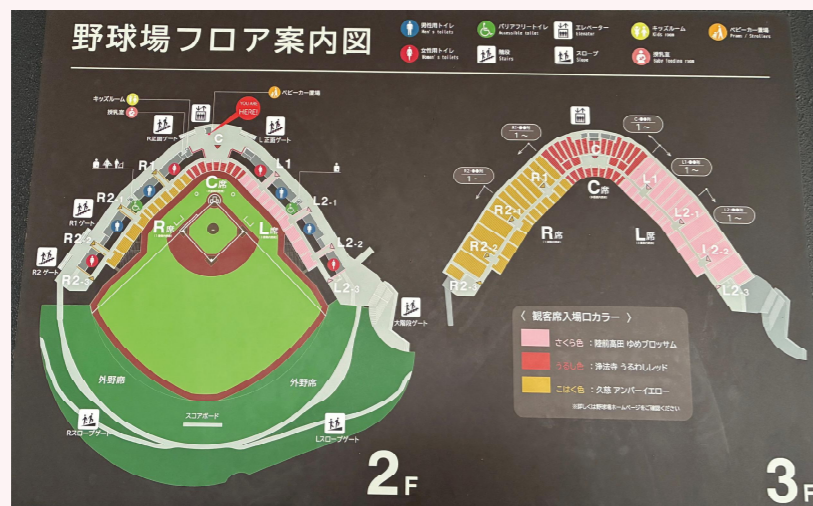 野球場フロア案内図
男性用トイレ
Men's toilets
バリアフリートイレ
Accessible toilet
エレベーター
Elevator
キッズルーム
Kids room
ベビーカー置場
Prams / Strollers
女性用トイレ
Women's toilets
階段
Stairs
スロープ
Slope
授乳室
Baby feeding room
キッズルーム
授乳室
ベビーカー置場
YOU ARE
HERE!
R正面ゲート
L正面ゲート
C
R1
L1
C席
R2-1
L2-1
R席
L席
R1ゲート
R2-2
L2-2
R2ゲート
R2-3
L2-3
大階段ゲート
外野席
外野席
スコアボード
Rスロープゲート
Lスロープゲート
2F
1~
1~
1~
1~
1~
C
R1
L1
C席
R2-1
L2-1
R席
L席
R2-2
L2-2
R2-3
L2-3
〈 観客席入場口カラー 〉
さくら色 : 陸前高田 ゆめブロッサム
うるし色 : 浄法寺 うるわしレッド
こはく色 : 久慈 アンバーイエロー
※詳しくは野球場ホームページをご確認ください
3F